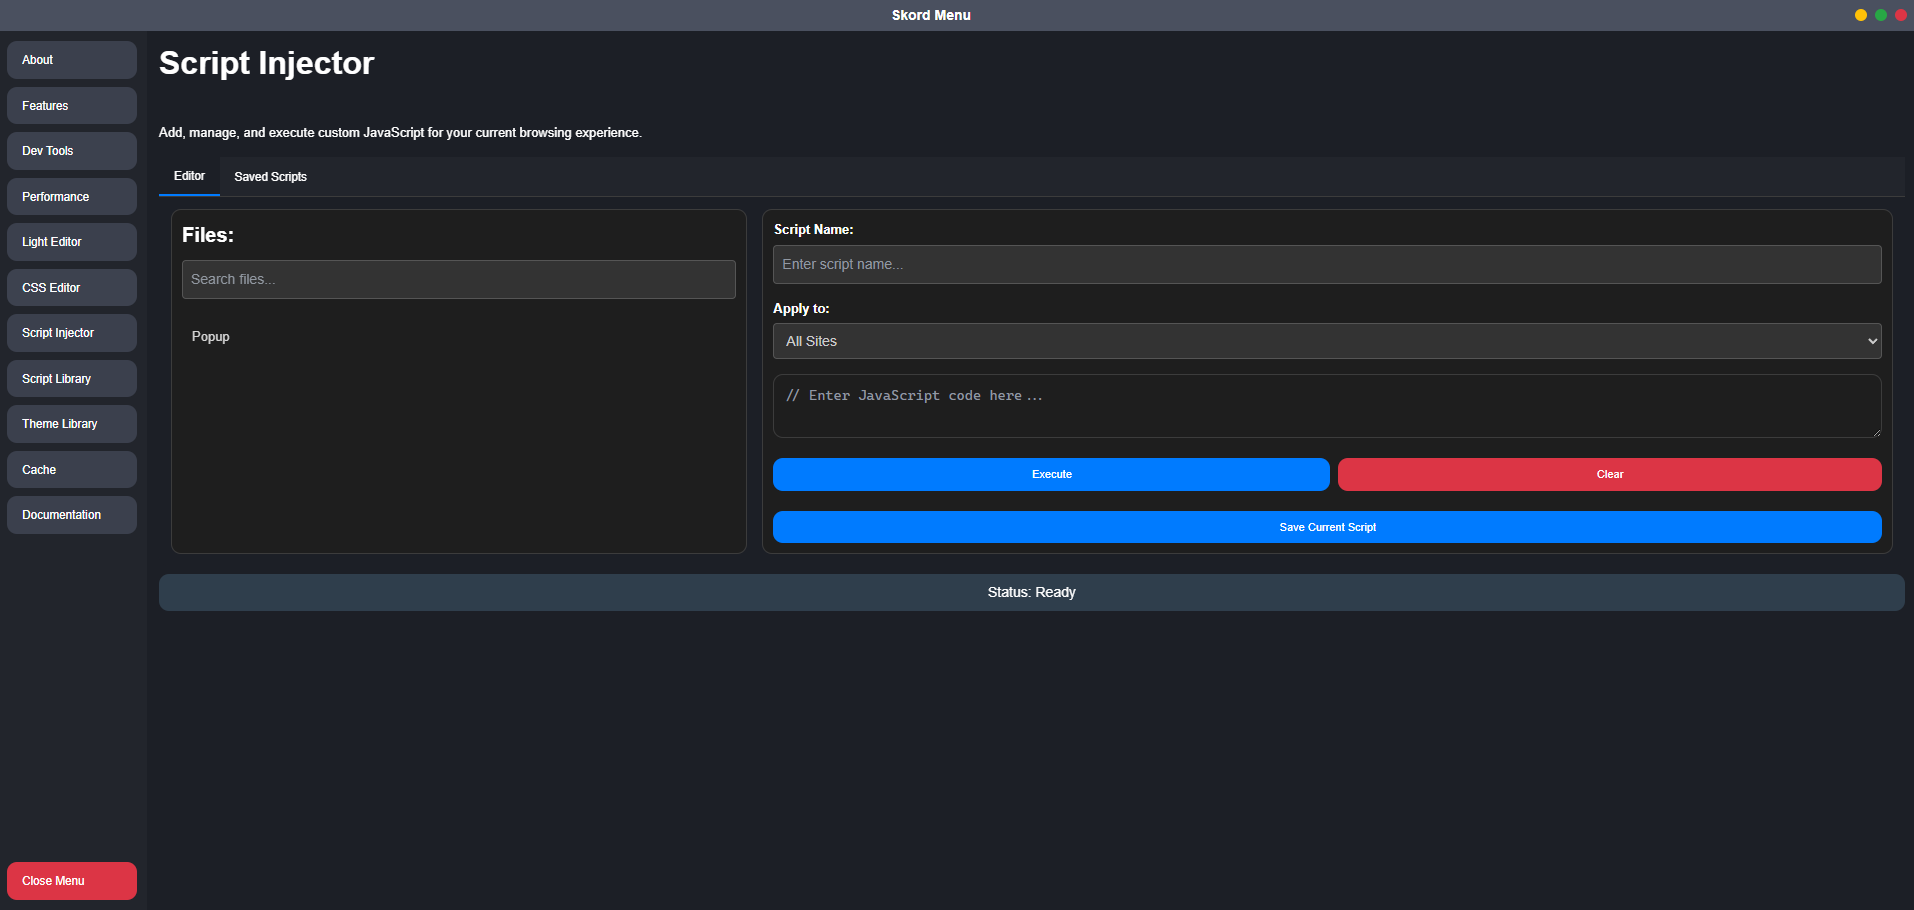 Skord Menu
About
Features
Dev Tools
Performance
Light Editor
CSS Editor
Script Injector
Script Library
Theme Library
Cache
Documentation
Close Menu
Script Injector
Add, manage, and execute custom JavaScript for your current browsing experience.
Editor
Saved Scripts
Files:
Search files...
Popup
Script Name:
Enter script name...
Apply to:
All Sites
// Enter JavaScript code here...
Execute
Clear
Save Current Script
Status: Ready